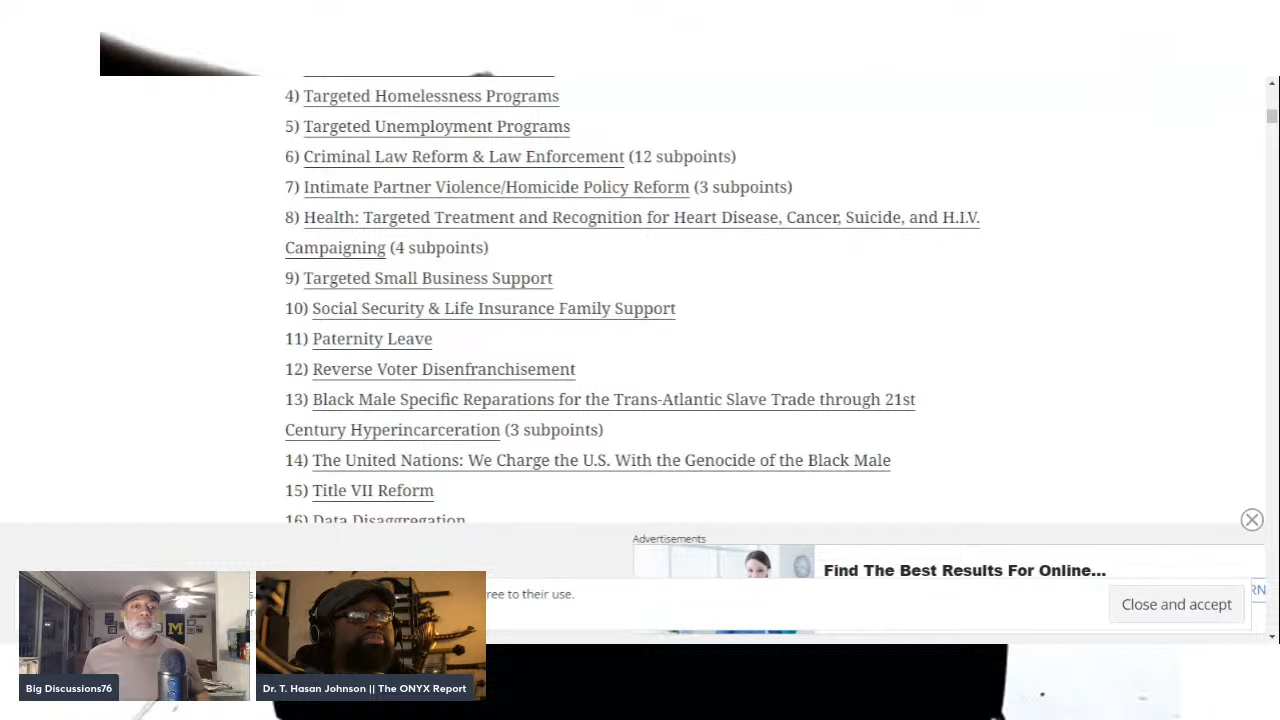 4) Targeted Homelessness Programs
5) Targeted Unemployment Programs
6) Criminal Law Reform & Law Enforcement (12 subpoints)
7) Intimate Partner Violence/Homicide Policy Reform (3 subpoints)
8) Health: Targeted Treatment and Recognition for Heart Disease, Cancer, Suicide, and H.I.V.
Campaigning (4 subpoints)
9) Targeted Small Business Support
10) Social Security & Life Insurance Family Support
11) Paternity Leave
12) Reverse Voter Disenfranchisement
13) Black Male Specific Reparations for the Trans-Atlantic Slave Trade through 21st
Century Hyperincarceration (3 subpoints)
14) The United Nations: We Charge the U.S. With the Genocide of the Black Male
15) Title VII Reform
16) Data Disaggregation
Advertisements
Find The Best Results For Online...
ree to their use.
RN
Close and accept
M
Big Discussions76
Dr. T. Hasan Johnson || The ONYX Report